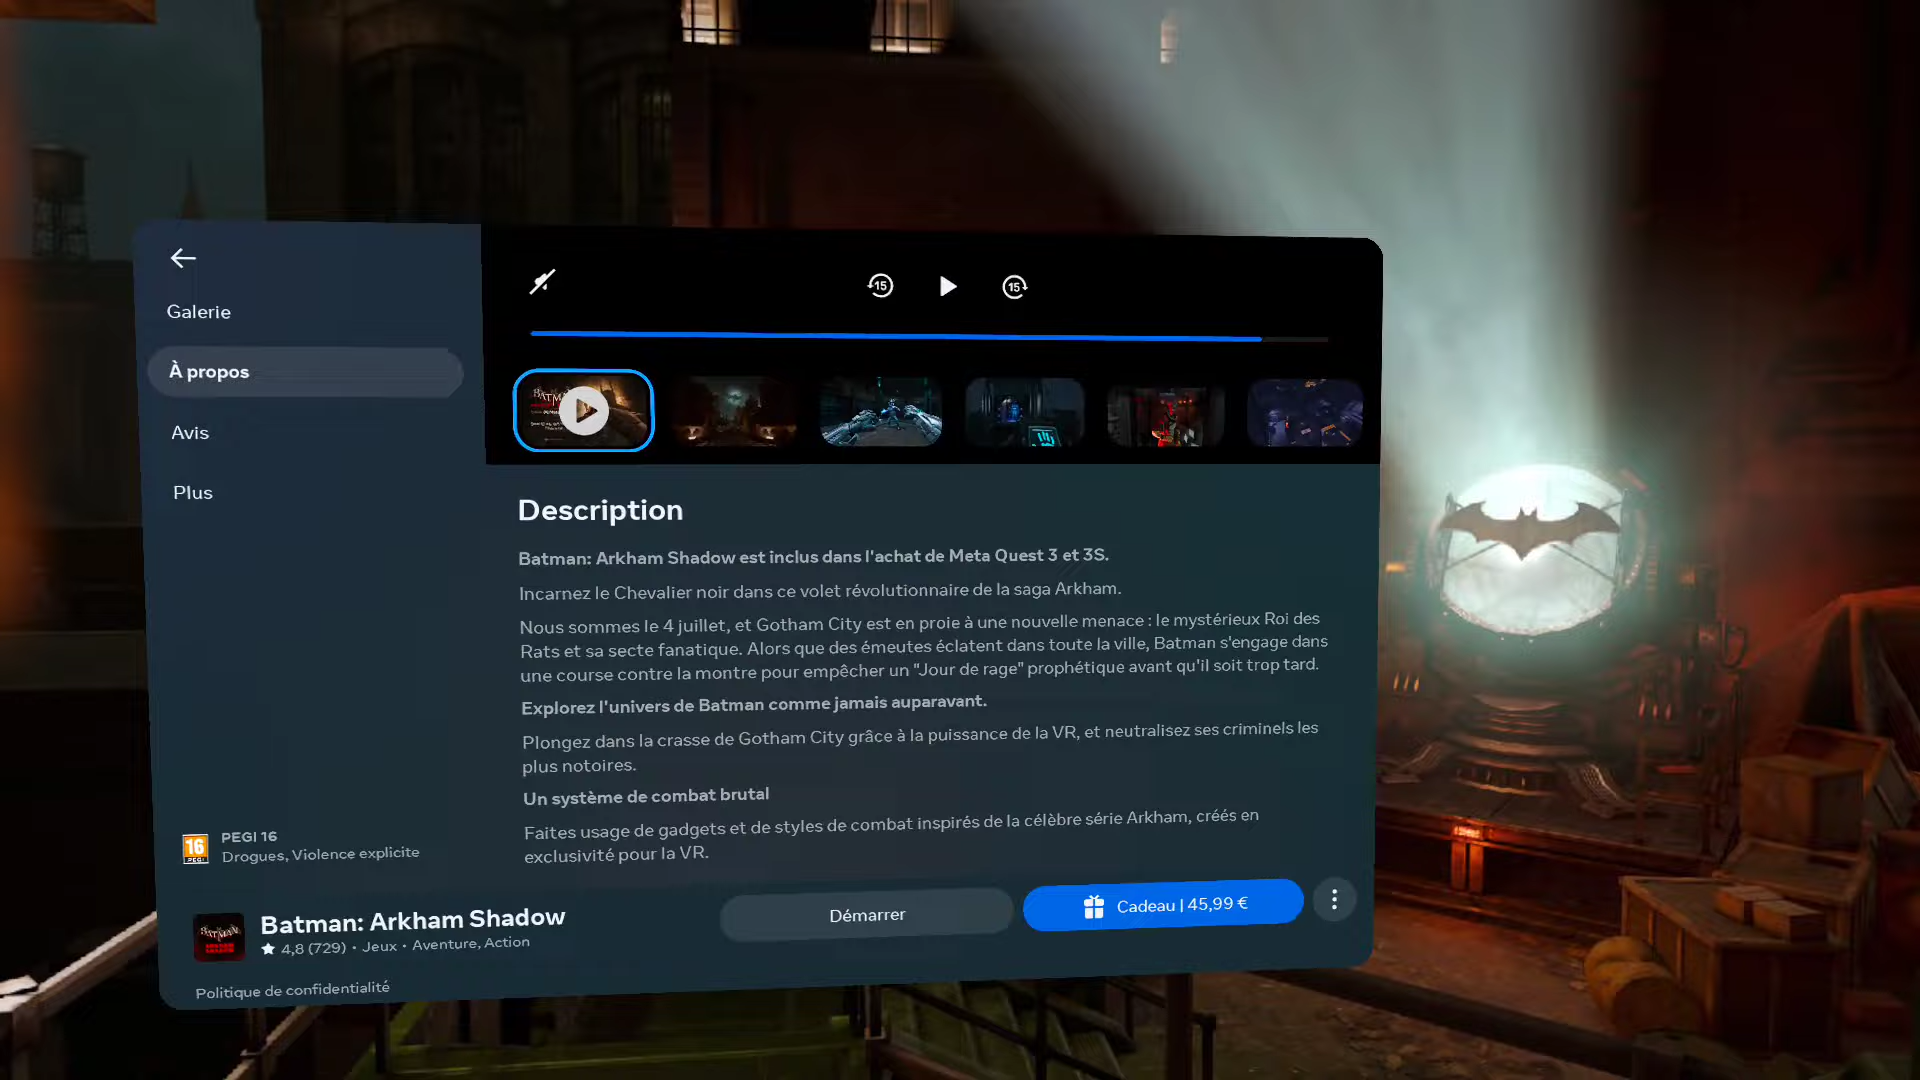 Galerie
À propos
Avis
Plus
15
15
BATMAN
Description
Batman: Arkham Shadow est inclus dans l'achat de Meta Quest 3 et 3S.
Incarnez le Chevalier noir dans ce volet révolutionnaire de la saga Arkham.
Nous sommes le 4 juillet, et Gotham City est en proie à une nouvelle menace : le mystérieux Roi des
Rats et sa secte fanatique. Alors que des émeutes éclatent dans toute la ville, Batman s'engage dans
une course contre la montre pour empêcher un "Jour de rage" prophétique avant qu'il soit trop tard.
Explorez l'univers de Batman comme jamais auparavant.
Plongez dans la crasse de Gotham City grâce à la puissance de la VR, et neutralisez ses criminels les
plus notoires.
Un système de combat brutal
Faites usage de gadgets et de styles de combat inspirés de la célèbre série Arkham, créés en
exclusivité pour la VR.
16
PEGI
PEGI 16
Drogues, Violence explicite
BATMAN
ARKHAM
SHADOW
Batman: Arkham Shadow
4,8 (729) • Jeux • Aventure, Action
Démarrer
Cadeau | 45,99 €
Politique de confidentialité